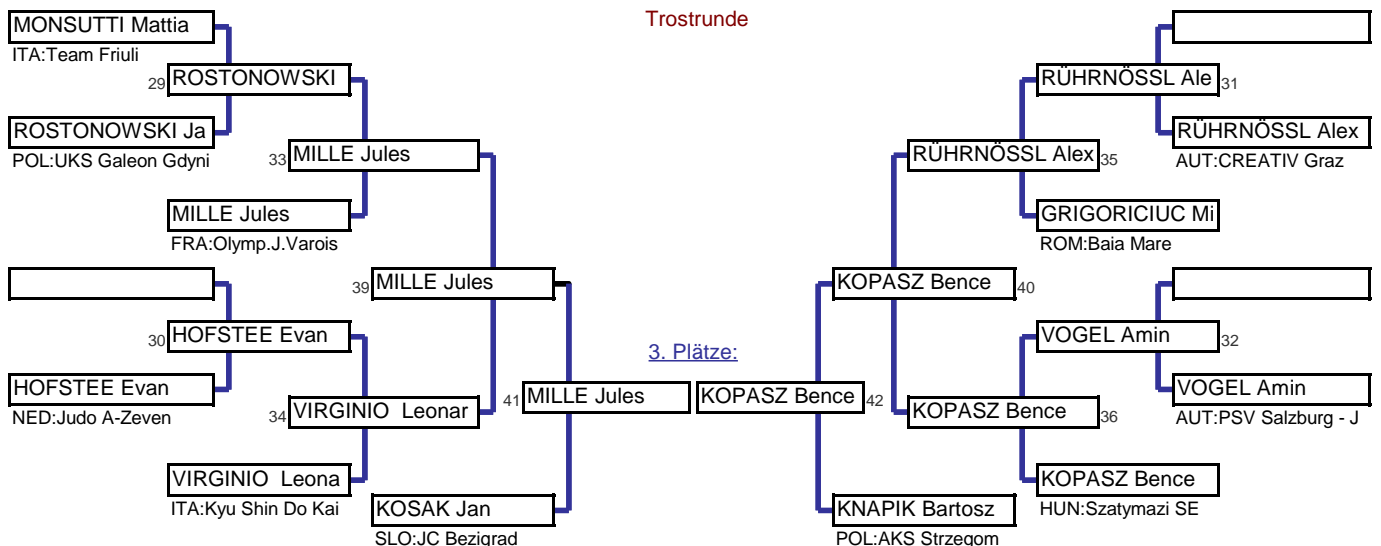 Trostrunde
MONSUTTI Mattia
ITA:Team Friuli
29 ROSTONOWSKI
ROSTONOWSKI Ja
POL:UKS Galeon Gdyni
33 MILLE Jules
MILLE Jules
FRA:Olymp.J.Varois
39 MILLE Jules
30 HOFSTEE Evan
HOFSTEE Evan
NED:Judo A-Zeven
34 VIRGINIO Leonar
VIRGINIO Leona
ITA:Kyu Shin Do Kai
KOSAK Jan
SLO:JC Bezigrad
3. Plätze:
41 MILLE Jules
KOPASZ Bence 42
RÜHRNÖSSL Ale 31
RÜHRNÖSSL Alex
AUT:CREATIV Graz
RÜHRNÖSSL Alex 35
GRIGORICIUC Mi
ROM:Baia Mare
KOPASZ Bence 40
VOGEL Amin 32
VOGEL Amin
AUT:PSV Salzburg - J
KOPASZ Bence 36
KOPASZ Bence
HUN:Szatymazi SE
KNAPIK Bartosz
POL:AKS Strzegom